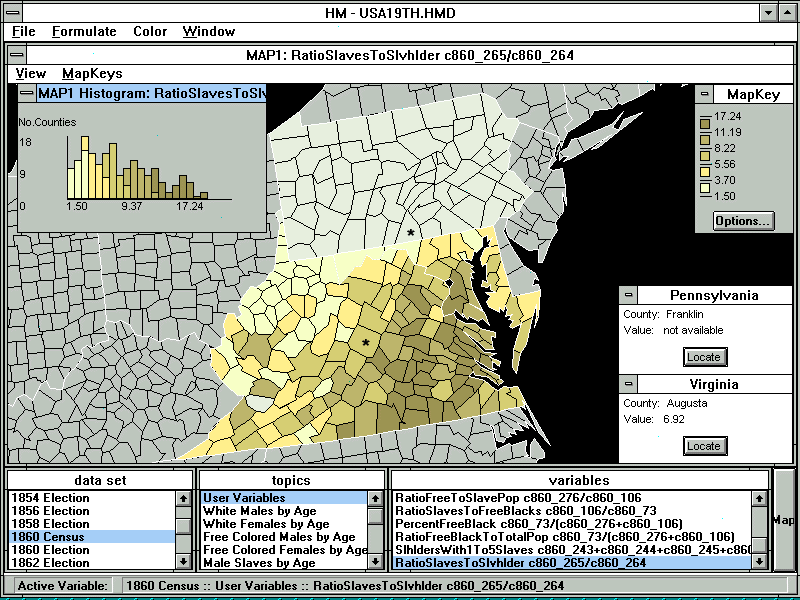 HM - USA19TH.HMD
File Formulate Color Window
MAP1: RatioSlavesToSlvhlder c860_265/c860_264
View MapKeys
MAP1 Histogram: RatioSlavesToSlv
No.Counties
18
9
0
1.50 9.37 17.24
MapKey
17.24
11.19
8.22
5.56
3.70
1.50
Options...
*
*
Pennsylvania
County: Franklin
Value: not available
Locate
Virginia
County: Augusta
Value: 6.92
Locate
data set
1854 Election
1856 Election
1858 Election
1860 Census
1860 Election
1862 Election
topics
User Variables
White Males by Age
White Females by Age
Free Colored Males by Age
Free Colored Females by Age
Male Slaves by Age
variables
RatioFreeToSlavePop c860_276/c860_106
RatioSlavesToFreeBlacks c860_106/c860_73
PercentFreeBlack c860_73/(c860_276+c860_106)
RatioFreeBlackToTotalPop c860_73/(c860_276+c860_106)
SlhldersWith1To5Slaves c860_243+c860_244+c860_245+c860
RatioSlavesToSlvhlder c860_265/c860_264
Map
Active Variable: 1860 Census :: User Variables :: RatioSlavesToSlvhlder c860_265/c860_264